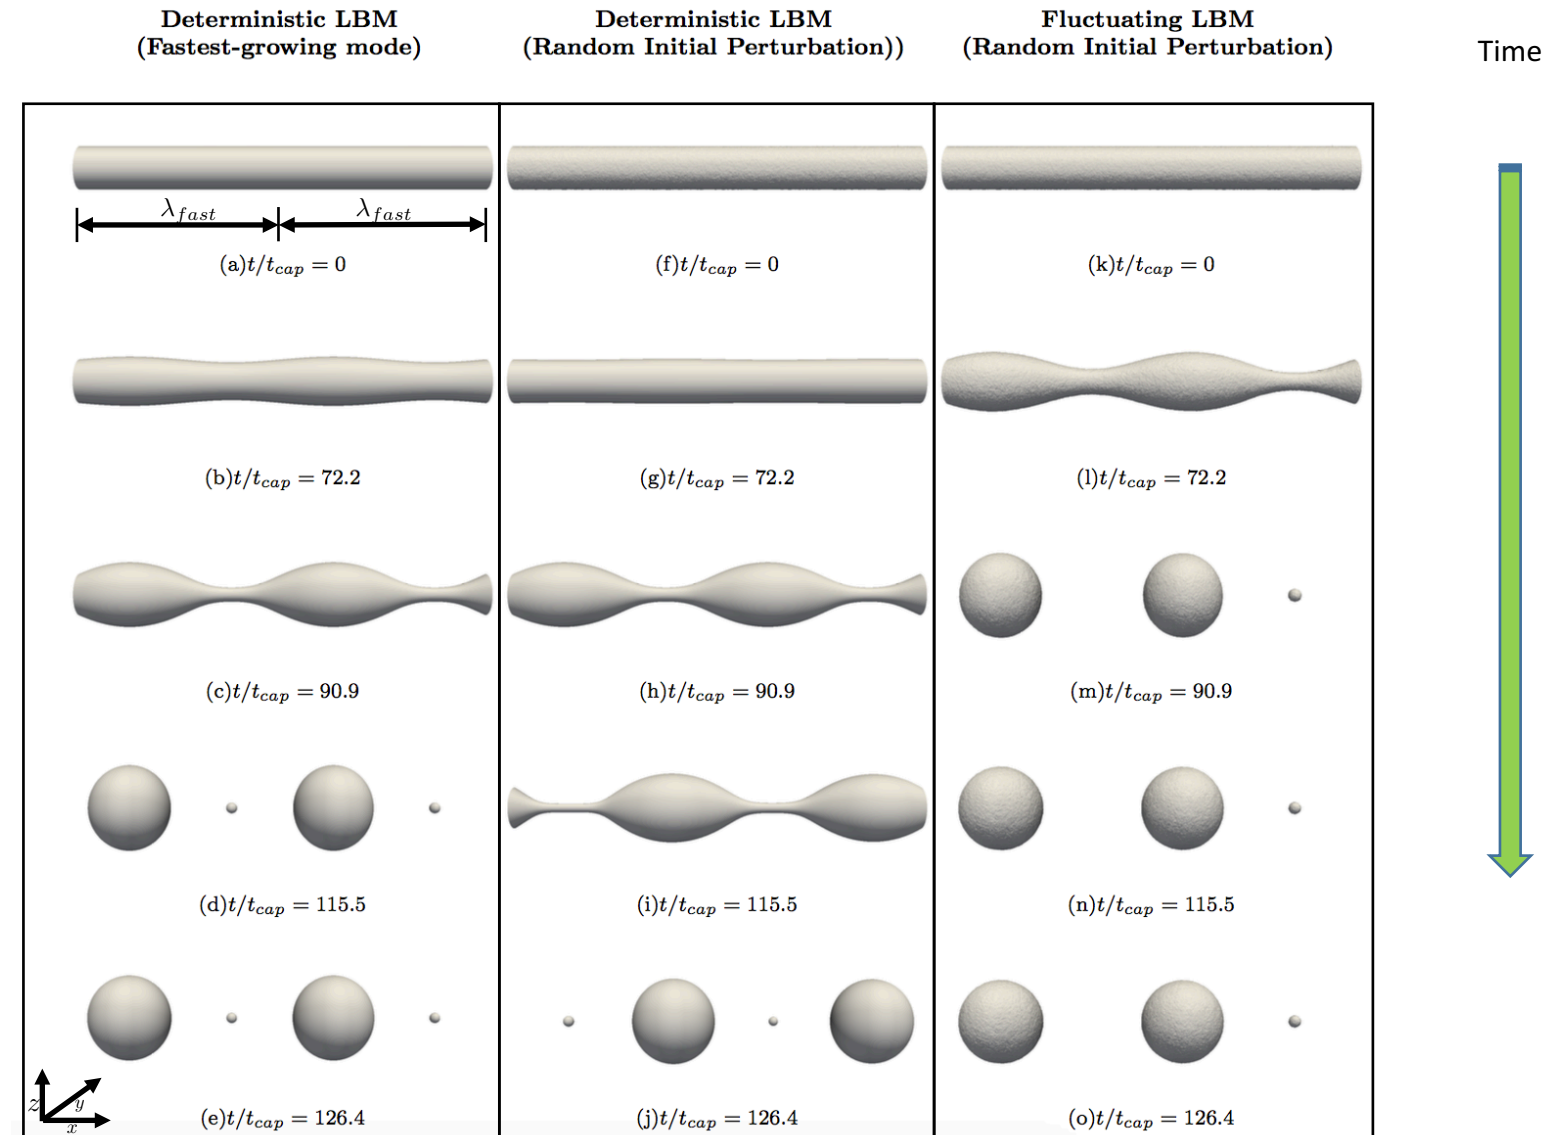 Deterministic LBM
(Fastest-growing mode)
Deterministic LBM
(Random Initial Perturbation))
Fluctuating LBM
(Random Initial Perturbation)
Time
λfast λfast
(a)t/tcap = 0
(f)t/tcap = 0
(k)t/tcap = 0
(b)t/tcap = 72.2
(g)t/tcap = 72.2
(l)t/tcap = 72.2
(c)t/tcap = 90.9
(h)t/tcap = 90.9
(m)t/tcap = 90.9
(d)t/tcap = 115.5
(i)t/tcap = 115.5
(n)t/tcap = 115.5
z y
x
(e)t/tcap = 126.4
(j)t/tcap = 126.4
(o)t/tcap = 126.4